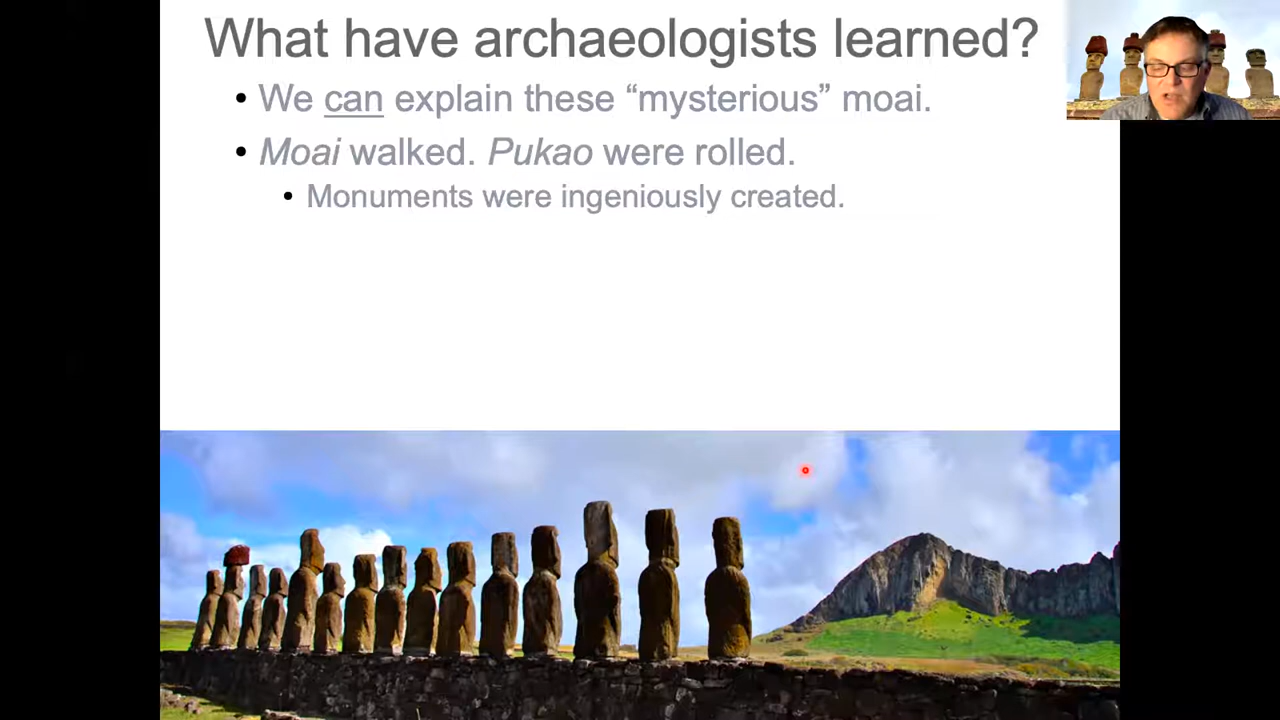 What have archaeologists learned?
• We can explain these “mysterious” moai.
• Moai walked. Pukao were rolled.
• Monuments were ingeniously created.